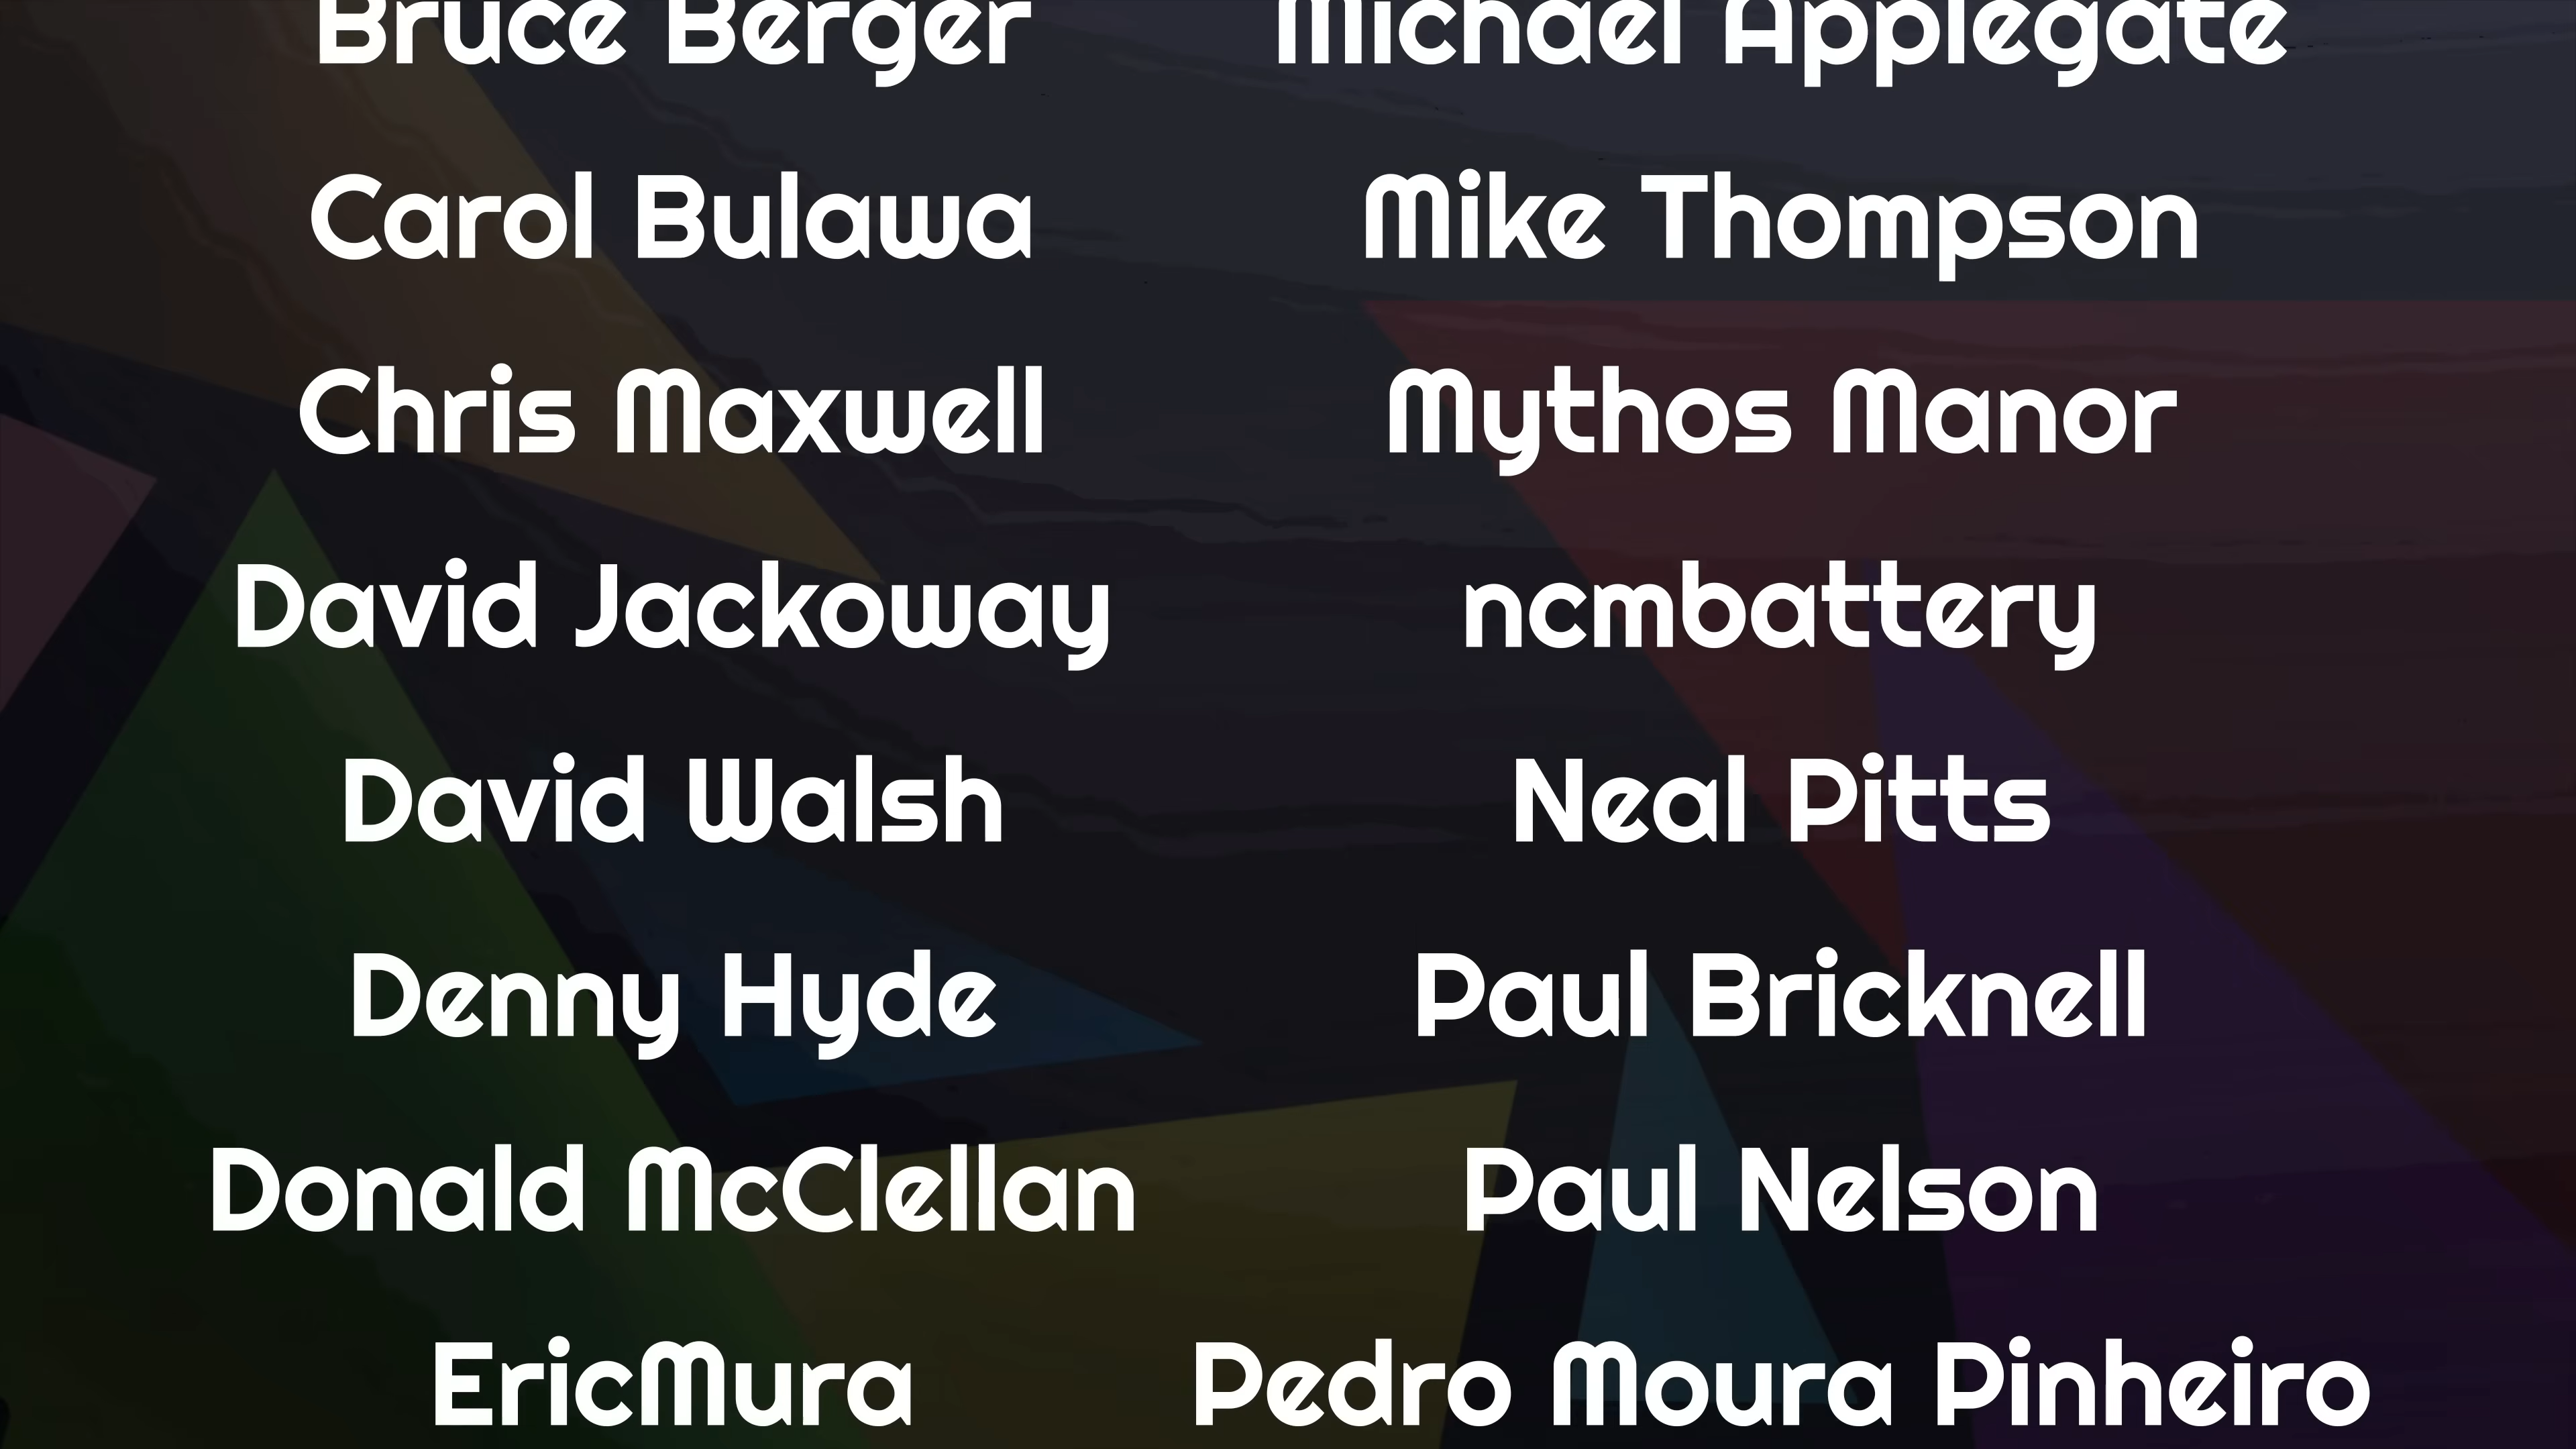 Bruce Berger
Michael Applegate
Carol Bulawa
Mike Thompson
Chris Maxwell
Mythos Manor
David Jackoway
ncmbattery
David Walsh
Neal Pitts
Denny Hyde
Paul Bricknell
Donald McClellan
Paul Nelson
EricMura
Pedro Moura Pinheiro